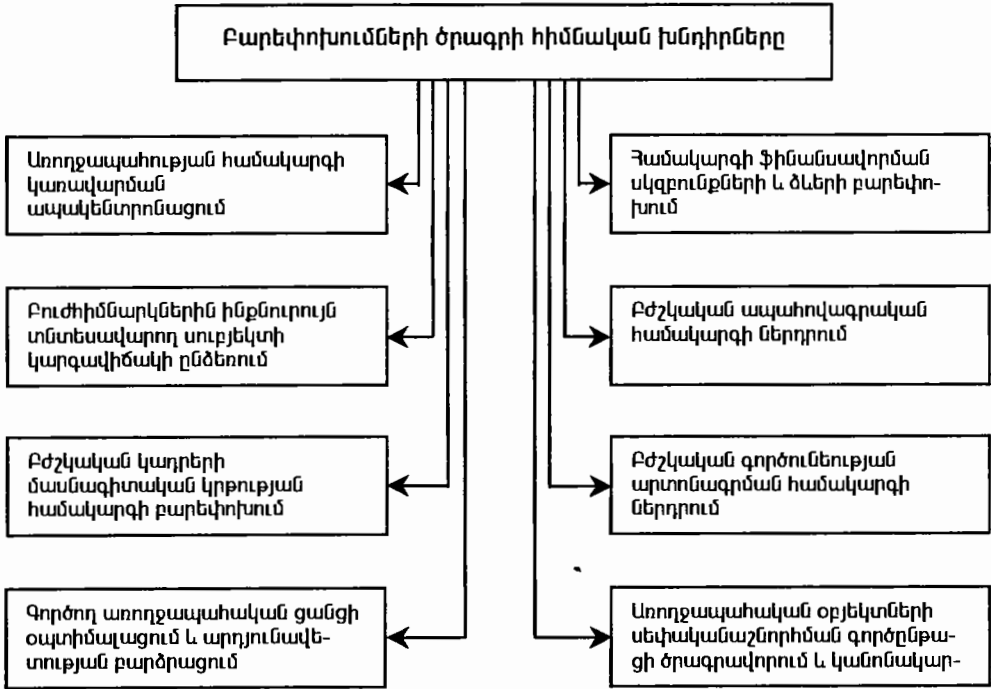 Բարեփոխումների ծրագրի հիմնական խնդիրները
Առողջապահության համակարգի
կառավարման
ապակենտրոնացում
Բուժհիմնարկներին ինքնուրույն
տնտեսավարող սուբյեկտի
կարգավիճակի ընձեռում
Բժշկական կադրերի
մասնագիտական կրթության
համակարգի բարեփոխում
Գործող առողջապահական ցանցի
օպտիմալացում և արդյունավե-
տության բարձրացում
Համակարգի ֆինանսավորման
սկզբունքների և ձևերի բարեփո-
խում
Բժշկական ապահովագրական
համակարգի ներդրում
Բժշկական գործունեության
արտոնագրման համակարգի
ներդրում
Առողջապահական օբյեկտների
սեփականաշնորհման գործընթա-
ցի ծրագրավորում և կանոնակար-